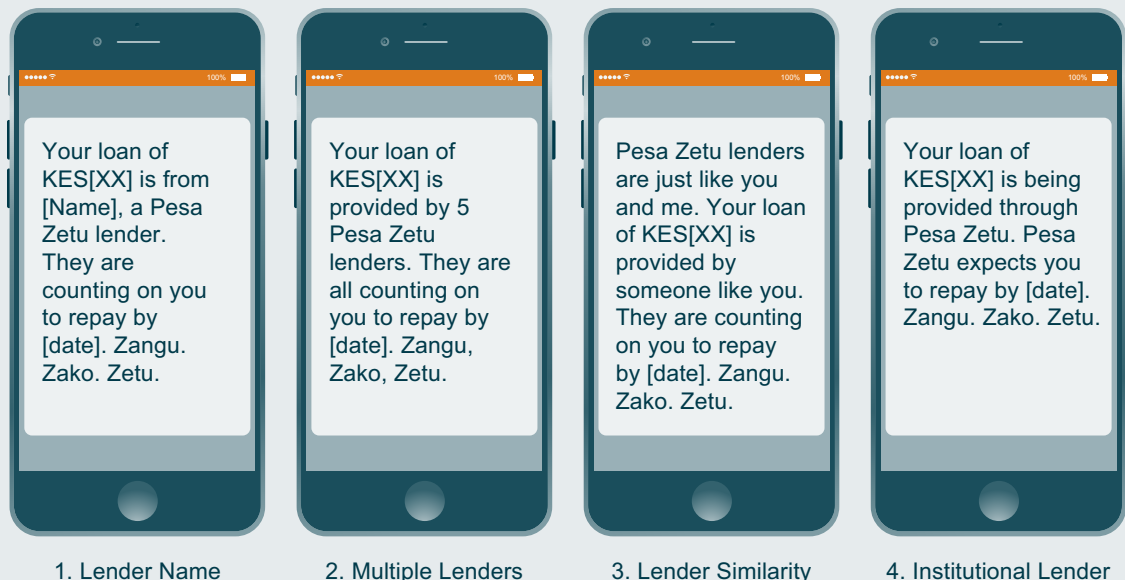 100%
Your loan of
KES[XX] is from
[Name], a Pesa
Zetu lender.
They are
counting on you
to repay by
[date]. Zangu.
Zako. Zetu.
1. Lender Name
100%
Your loan of
KES[XX] is
provided by 5
Pesa Zetu
lenders. They are
all counting on
you to repay by
[date]. Zangu,
Zako, Zetu.
2. Multiple Lenders
100%
Pesa Zetu lenders
are just like you
and me. Your loan
of KES[XX] is
provided by
someone like you.
They are counting
on you to repay
by [date]. Zangu.
Zako. Zetu.
3. Lender Similarity
100%
Your loan of
KES[XX] is being
provided through
Pesa Zetu. Pesa
Zetu expects you
to repay by [date].
Zangu. Zako. Zetu.
4. Institutional Lender